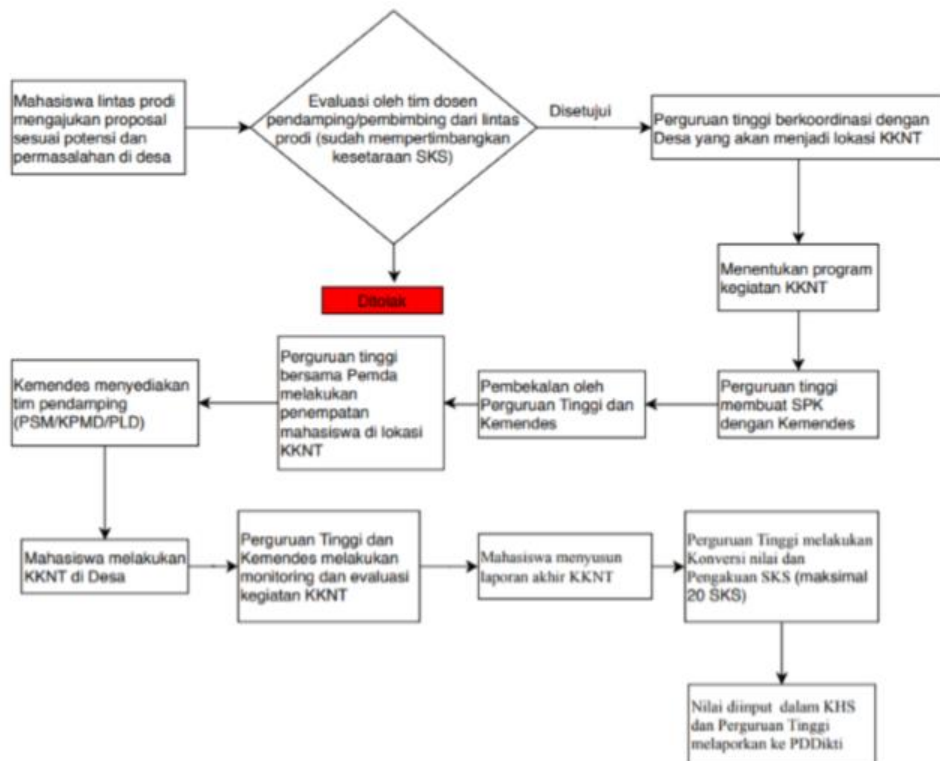 Mahasiswa lintas prodi
mengajukan proposal
sesuai potensi dan
permasalahan di desa
Evaluasi oleh tim dosen
pendamping/pembimbing dari lintas
prodi (sudah mempertimbangkan
kesetaraan SKS)
Disetujui
Perguruan tinggi berkoordinasi dengan
Desa yang akan menjadi lokasi KKNT
Ditolak
Menentukan program
kegiatan KKNT
Perguruan tinggi
membuat SPK
dengan Kemendes
Pembekalan oleh
Perguruan Tinggi dan
Kemendes
Perguruan tinggi
bersama Pemda
melakukan
penempatan
mahasiswa di lokasi
KKNT
Kemendes menyediakan
tim pendamping
(PSM/KPMD/PLD)
Mahasiswa melakukan
KKNT di Desa
Perguruan Tinggi dan
Kemendes melakukan
monitoring dan evaluasi
kegiatan KKNT
Mahasiswa menyusun
laporan akhir KKNT
Perguruan Tinggi melakukan
Konversi nilai dan
Pengakuan SKS (maksimal
20 SKS)
Nilai diinput dalam KHS
dan Perguruan Tinggi
melaporkan ke PDDikti